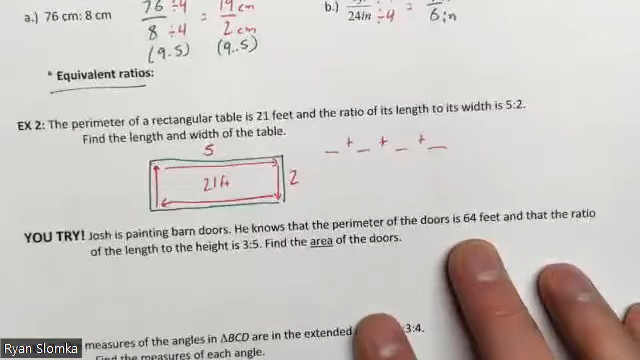 a.) 76 cm: 8 cm
76 ÷4 = 19 cm
8 ÷4 2 cm
(9.5) (9.5)
b.)
24in ÷4 = 6 in
* Equivalent ratios:
EX 2: The perimeter of a rectangular table is 21 feet and the ratio of its length to its width is 5:2.
Find the length and width of the table.
5
21ft
2
_ + _ + _ + _
YOU TRY! Josh is painting barn doors. He knows that the perimeter of the doors is 64 feet and that the ratio
of the length to the height is 3:5. Find the area of the doors.
measures of the angles in ΔBCD are in the extended :3:4.
Find the measures of each angle.
Ryan Slomka